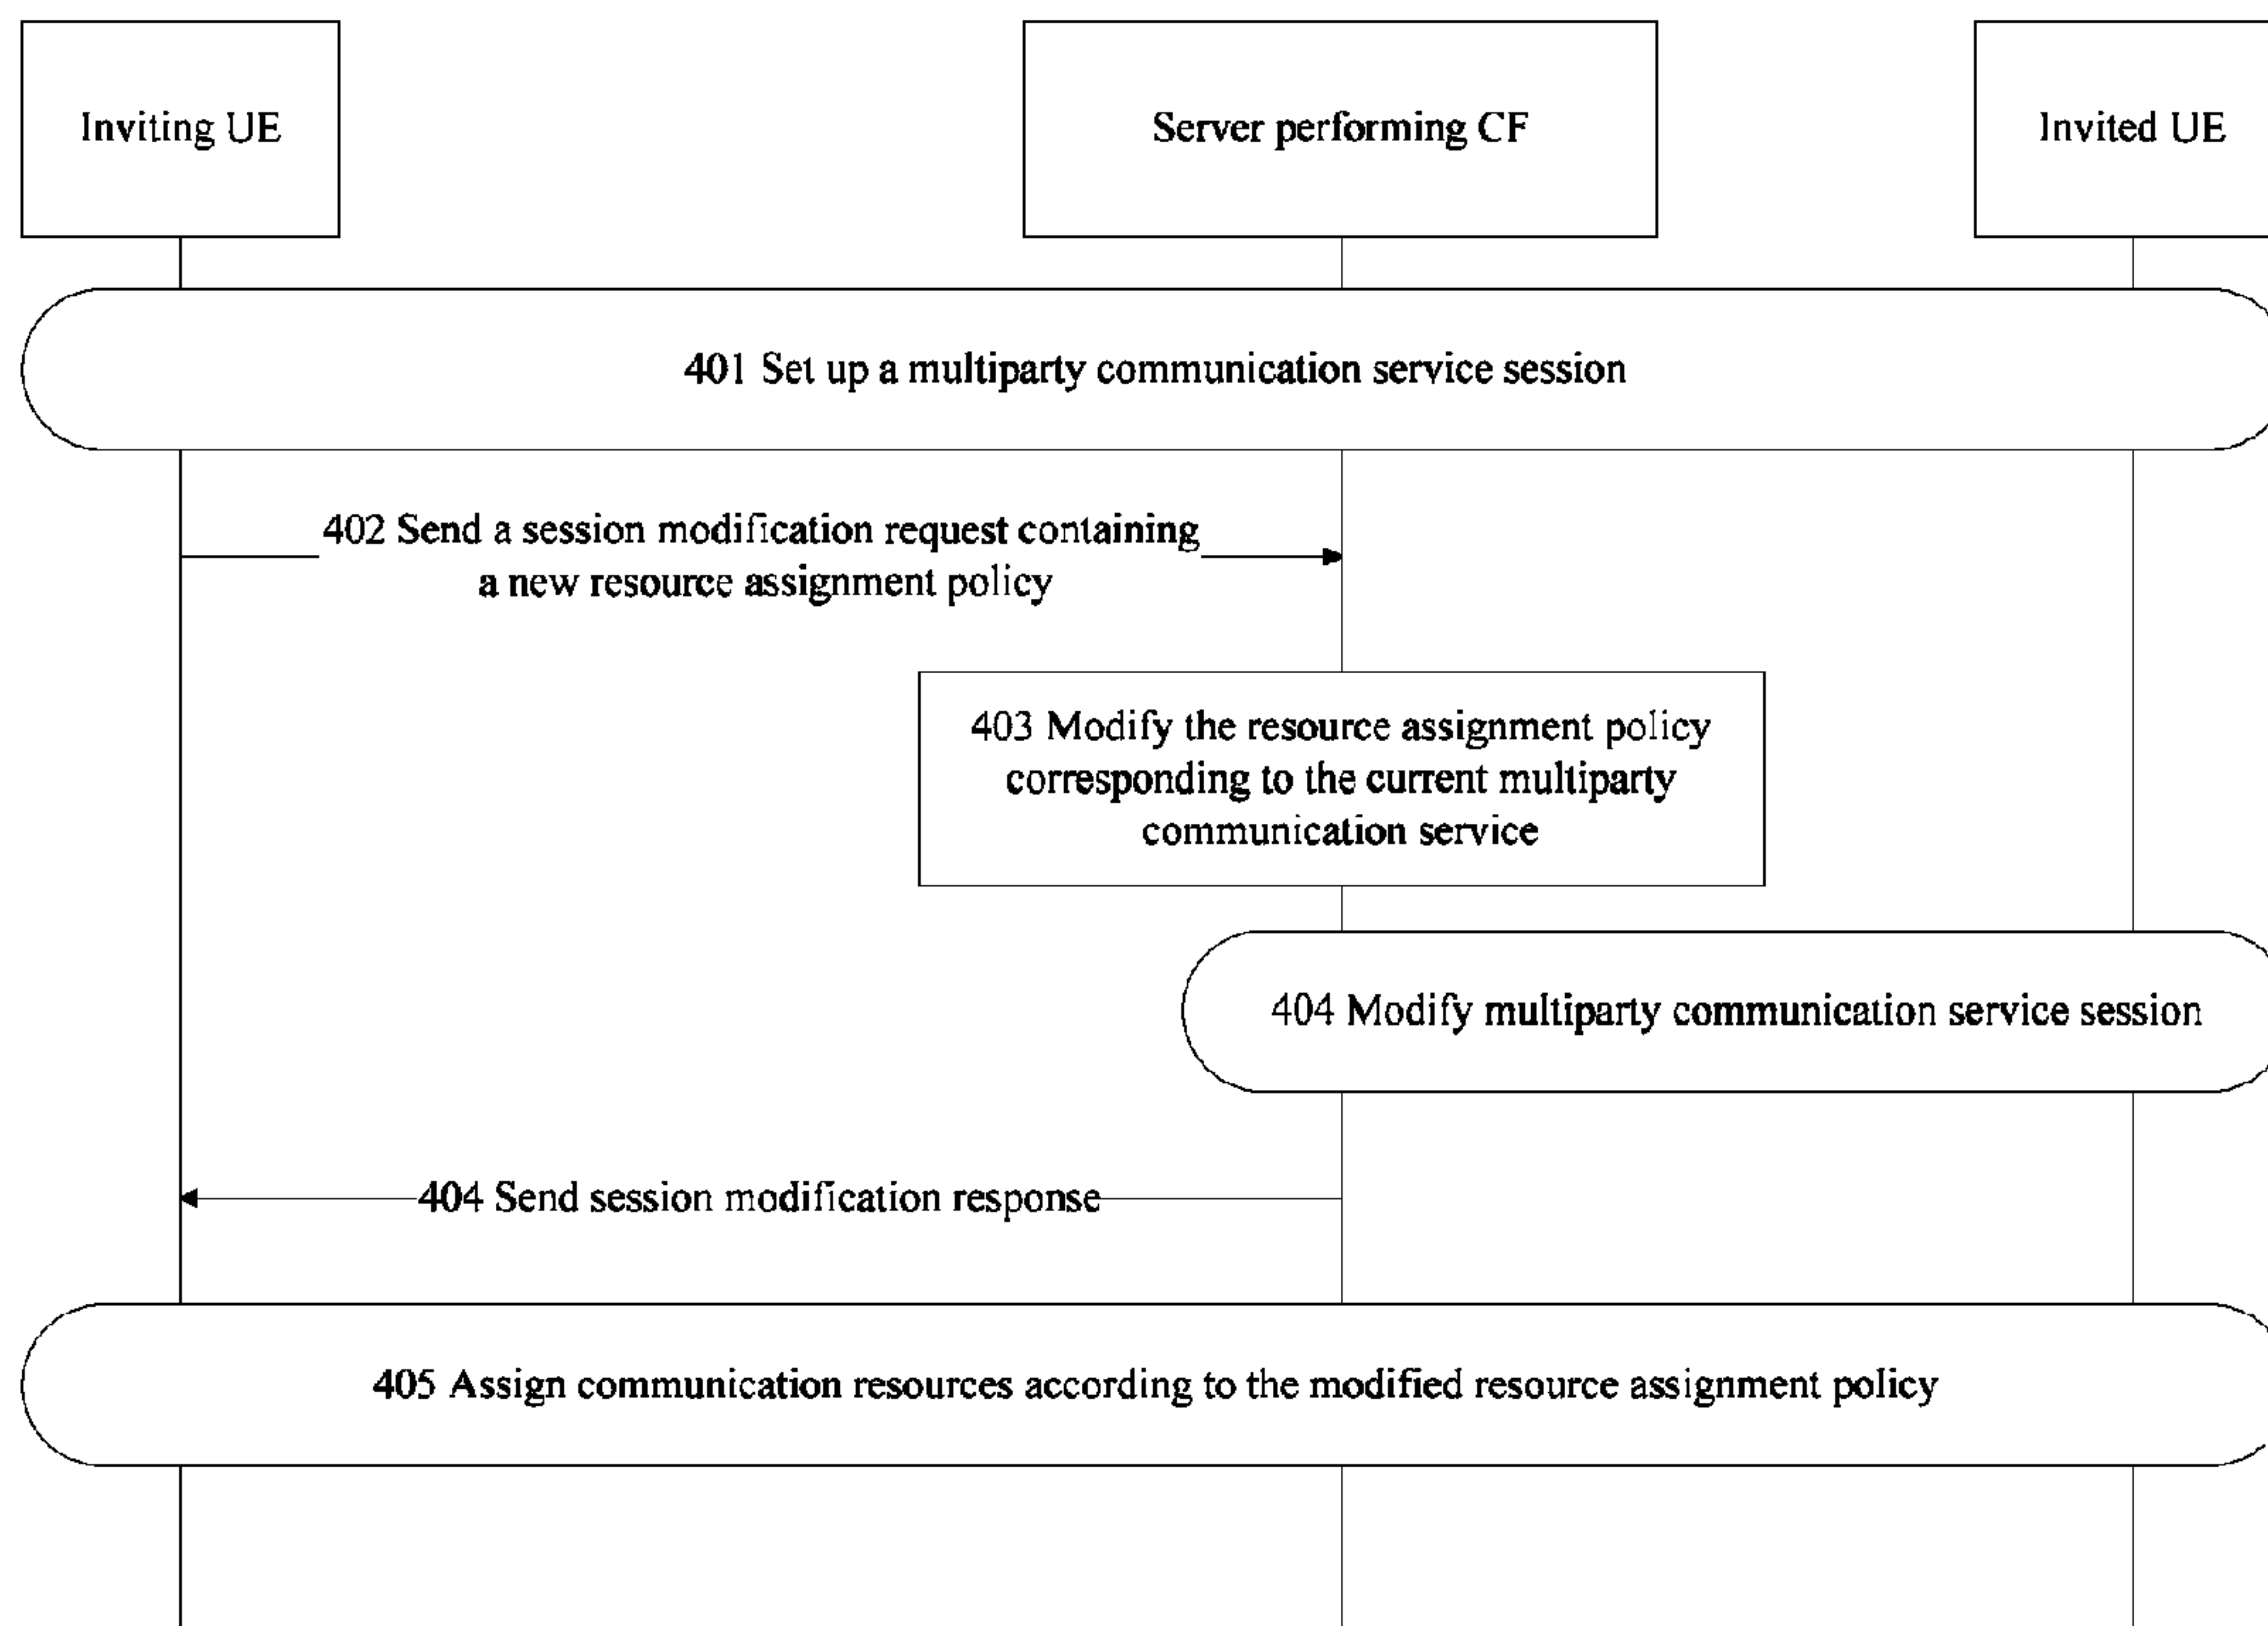 Inviting UE
Server performing CF
Invited UE
401 Set up a multiparty communication service session
402 Send a session modification request containing
a new resource assignment policy
403 Modify the resource assignment policy
corresponding to the current multiparty
communication service
404 Modify multiparty communication service session
404 Send session modification response
405 Assign communication resources according to the modified resource assignment policy